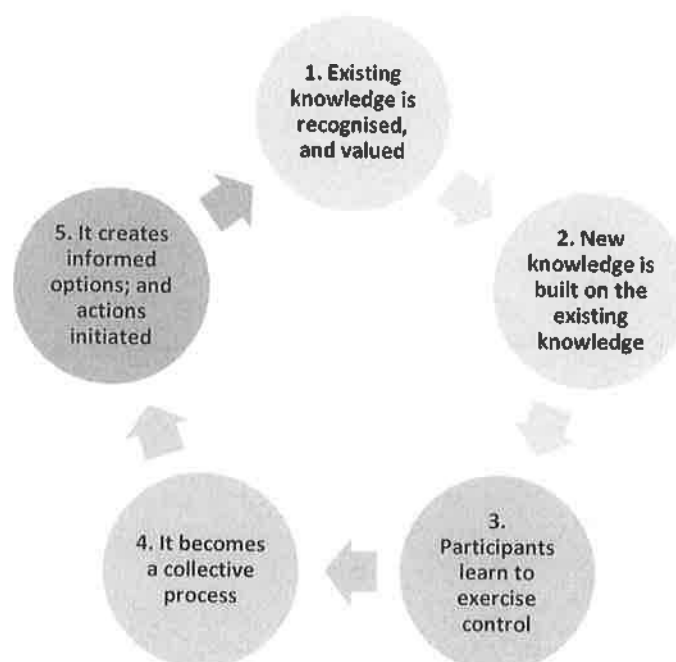 1. Existing
knowledge is
recognised,
and valued
2. New
knowledge is
built on the
existing
knowledge
3.
Participants
learn to
exercise
control
4. It becomes
a collective
process
5. It creates
informed
options; and
actions
initiated